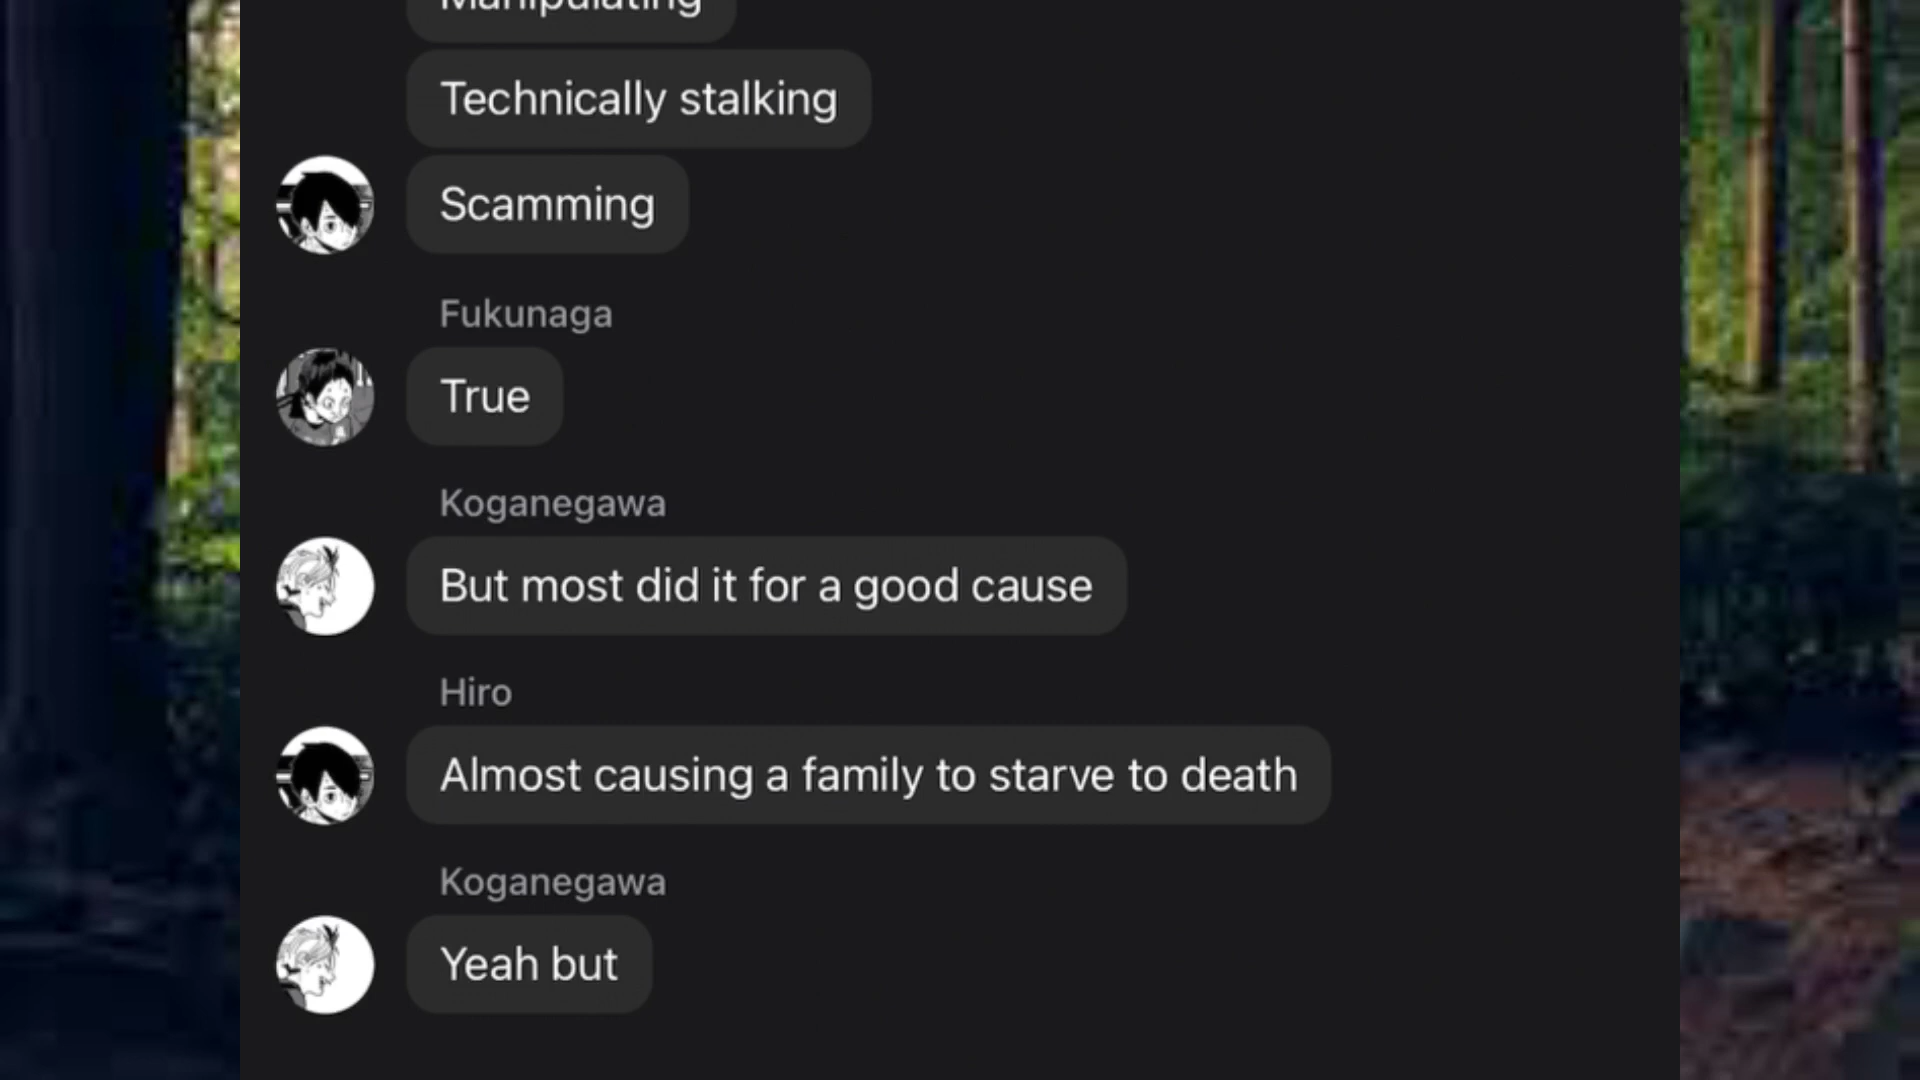 Manipulating
Technically stalking
Scamming
Fukunaga
True
Koganegawa
But most did it for a good cause
Hiro
Almost causing a family to starve to death
Koganegawa
Yeah but